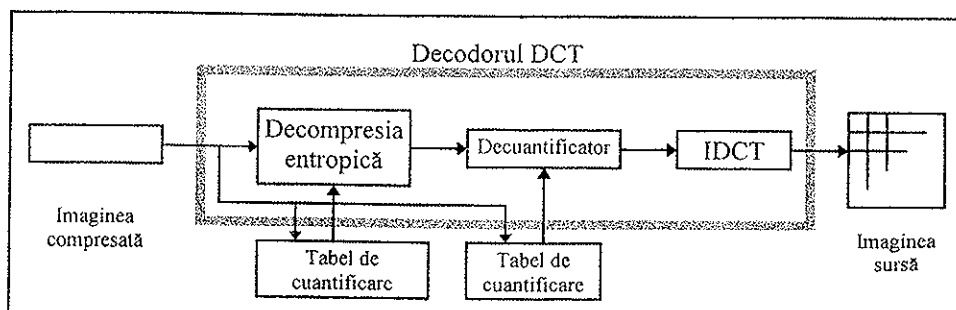 Decodorul DCT
Decompresia
entropică
Decuantificator
IDCT
Imaginea
compresată
Tabel de
cuantificare
Tabel de
cuantificare
Imaginea
sursă